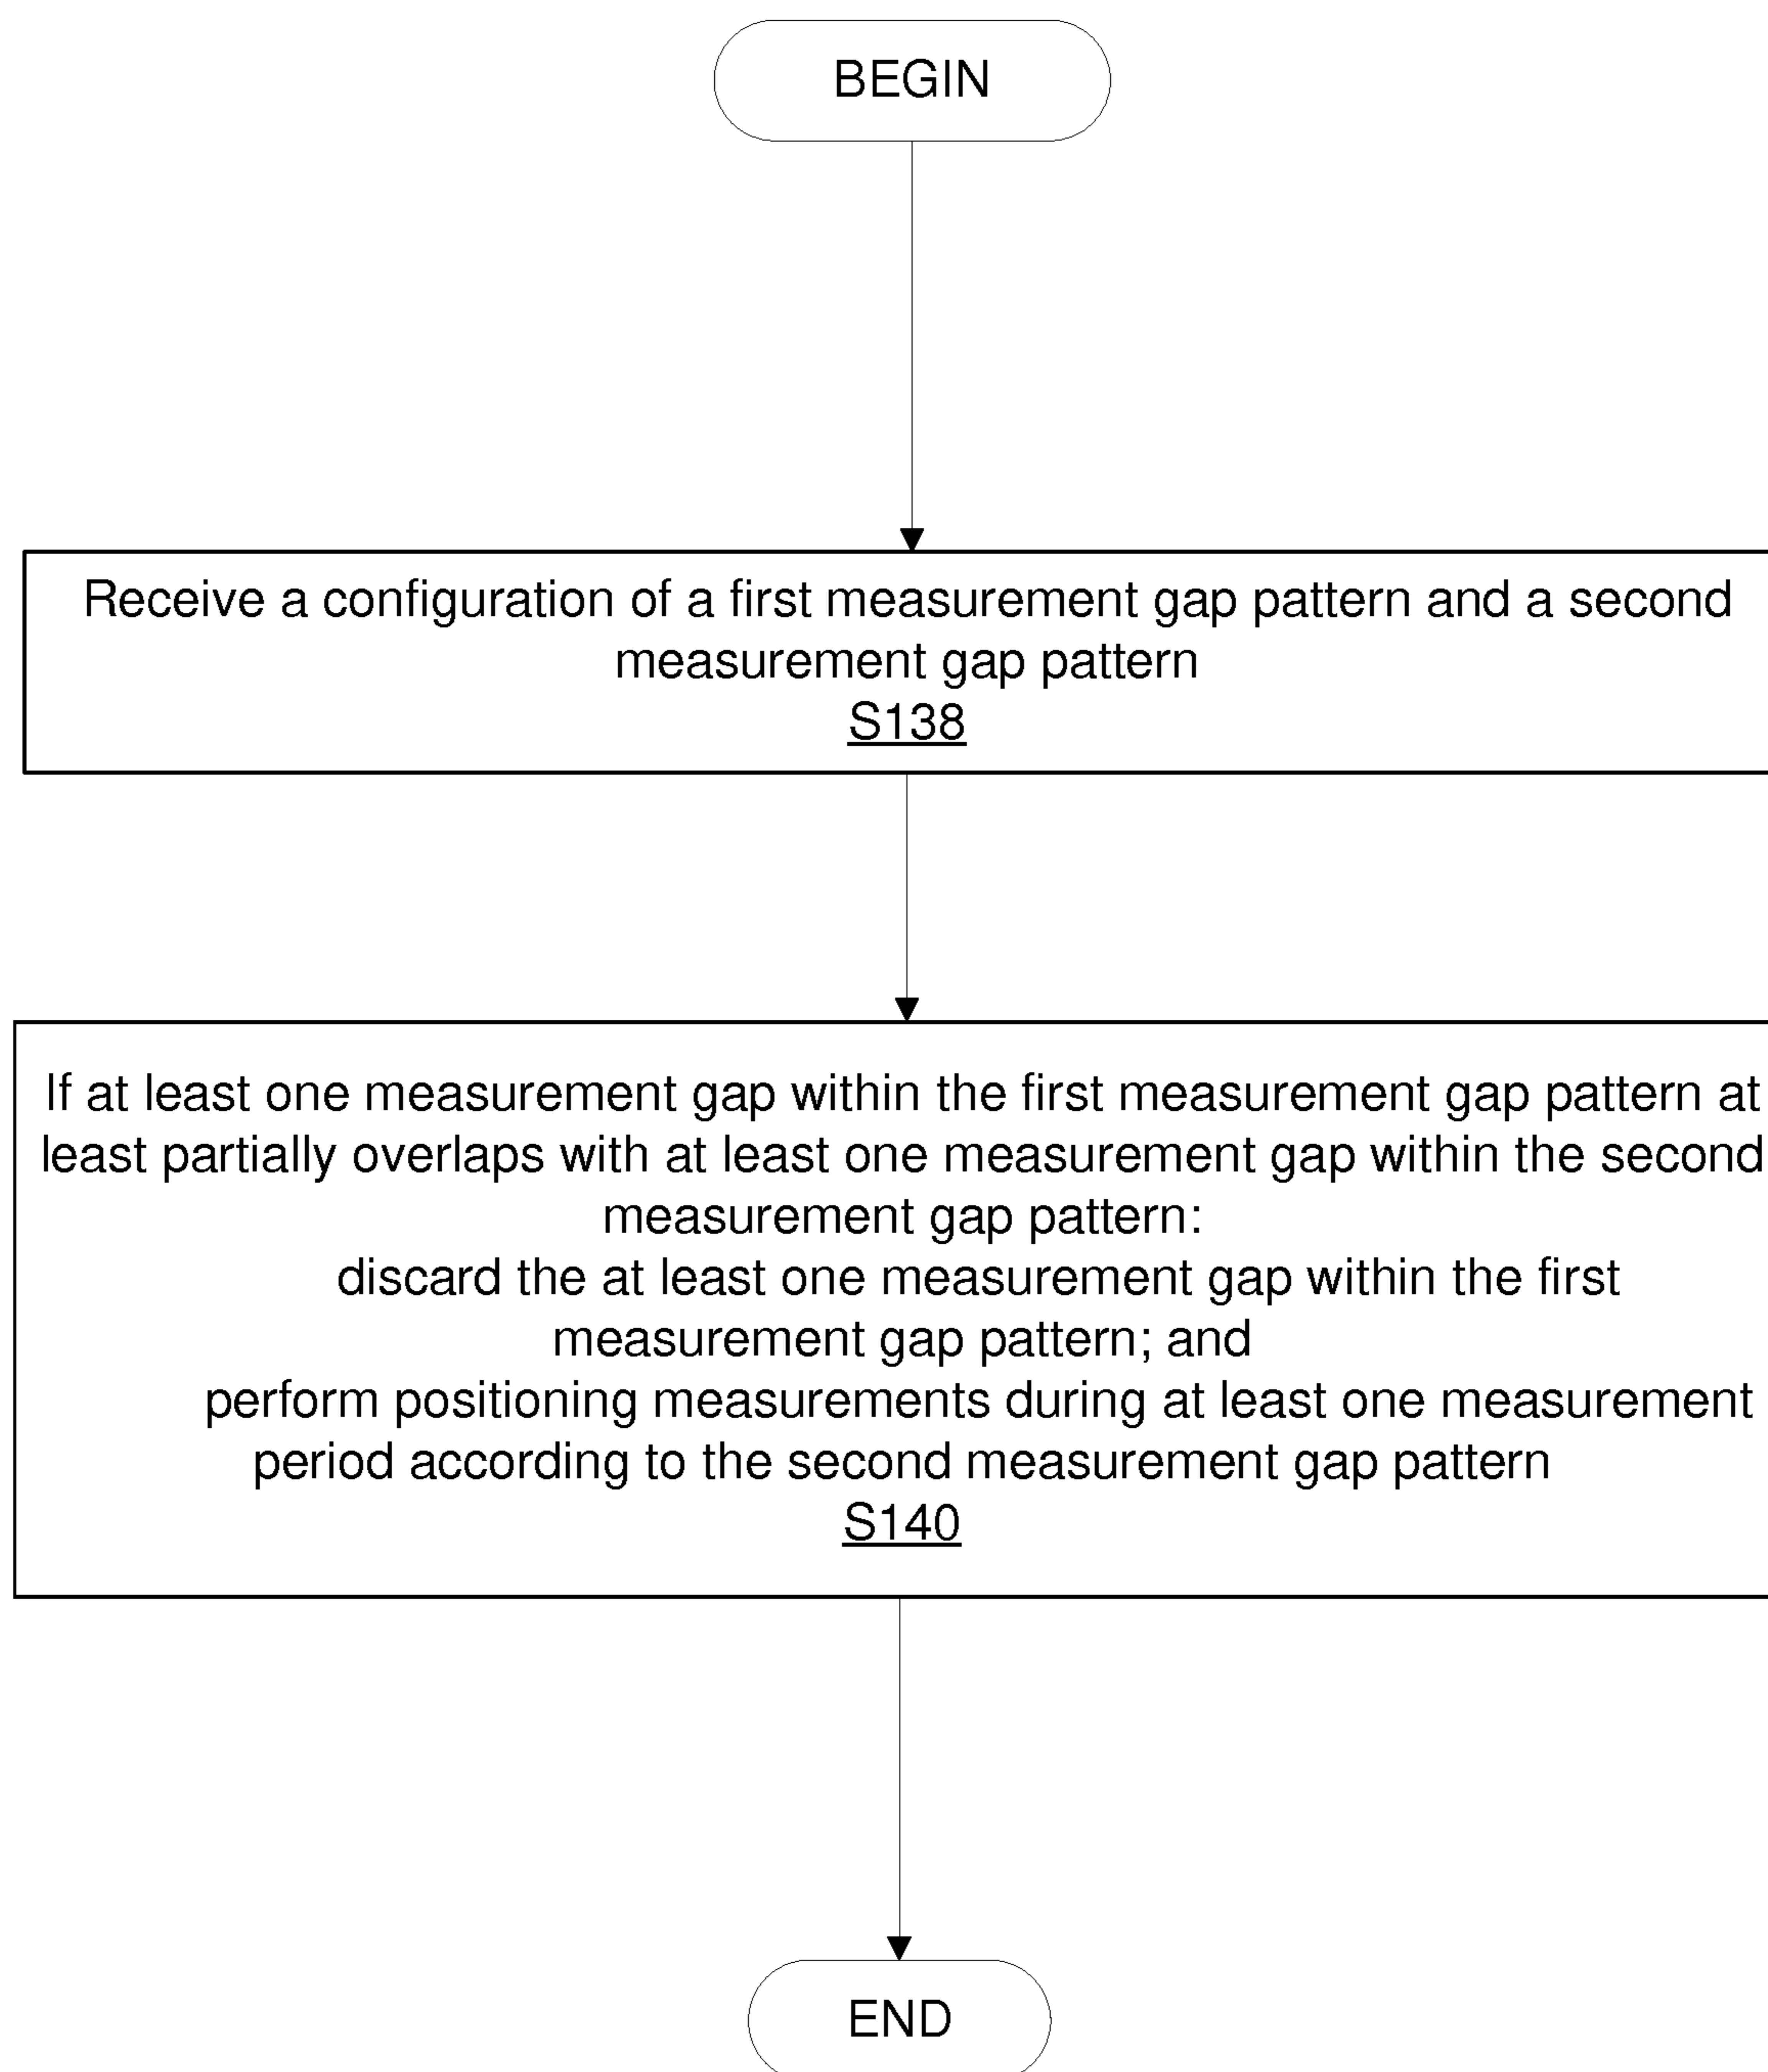 BEGIN
Receive a configuration of a first measurement gap pattern and a second
measurement gap pattern
S138
If at least one measurement gap within the first measurement gap pattern at
least partially overlaps with at least one measurement gap within the second
measurement gap pattern:
discard the at least one measurement gap within the first
measurement gap pattern; and
perform positioning measurements during at least one measurement
period according to the second measurement gap pattern
S140
END